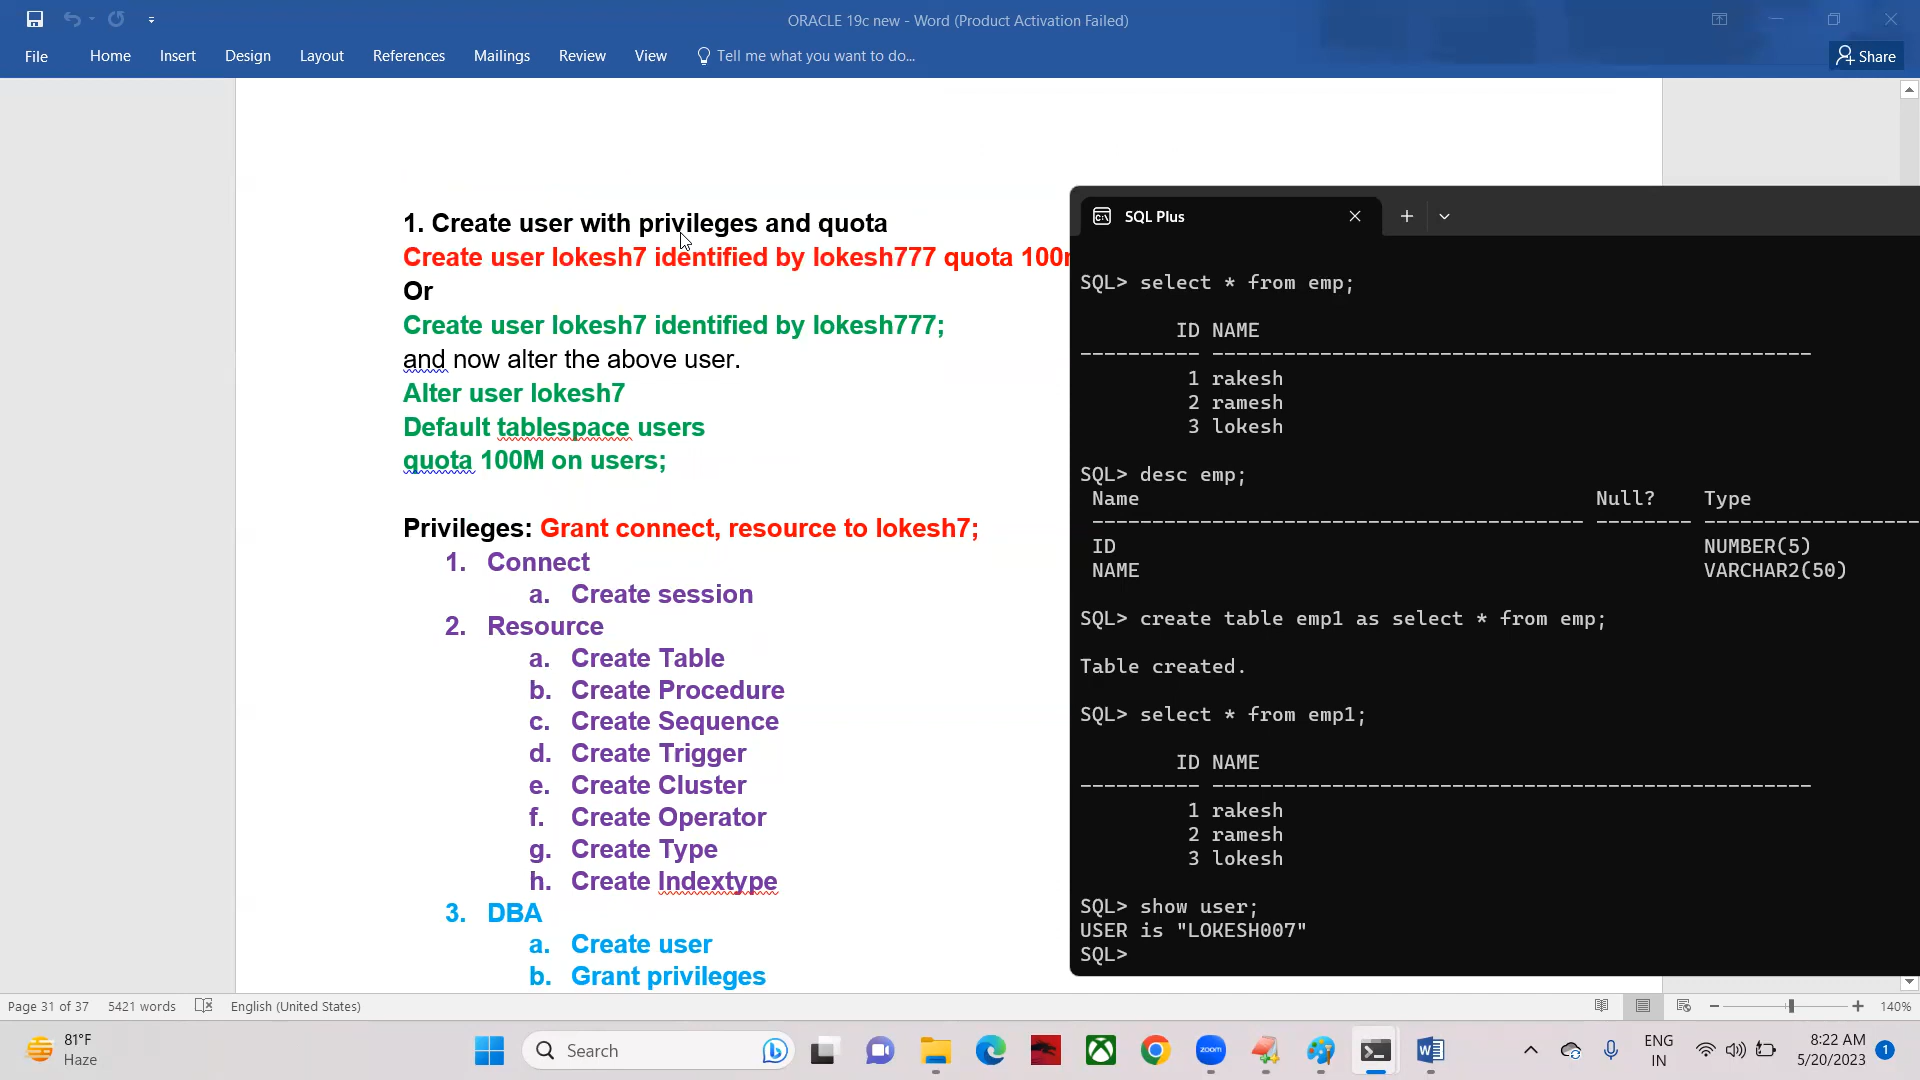 ORACLE 19c new - Word (Product Activation Failed)
File Home Insert Design Layout References Mailings Review View Tell me what you want to do... Share
1. Create user with privileges and quota
Create user lokesh7 identified by lokesh777 quota
Or
Create user lokesh7 identified by lokesh777;
and now alter the above user.
Alter user lokesh7
Default tablespace users
quota 100M on users;
Privileges: Grant connect, resource to lokesh7;
1. Connect
a. Create session
2. Resource
a. Create Table
b. Create Procedure
c. Create Sequence
d. Create Trigger
e. Create Cluster
f. Create Operator
g. Create Type
h. Create Indextype
3. DBA
a. Create user
b. Grant privileges
SQL Plus
SQL> select * from emp;
ID NAME
---------- --------------------------------------------------
1 rakesh
2 ramesh
3 lokesh
SQL> desc emp;
Name Null? Type
----------------------------------------- -------- ------------------
ID NUMBER(5)
NAME VARCHAR2(50)
SQL> create table emp1 as select * from emp;
Table created.
SQL> select * from emp1;
ID NAME
---------- --------------------------------------------------
1 rakesh
2 ramesh
3 lokesh
SQL> show user;
USER is "LOKESH007"
SQL>
Page 31 of 37 5421 words English (United States) 140%
81°F
Haze
Search
zoom
ENG
IN
8:22 AM
5/20/2023
1